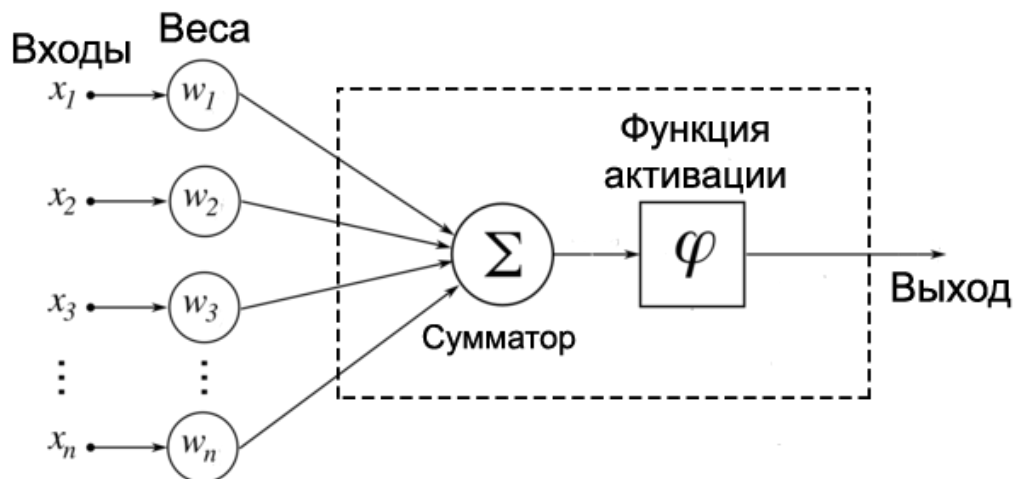 Входы
Веса
x1
w1
x2
w2
x3
w3
⋮
⋮
xn
wn
Σ
Сумматор
Функция
активации
φ
Выход